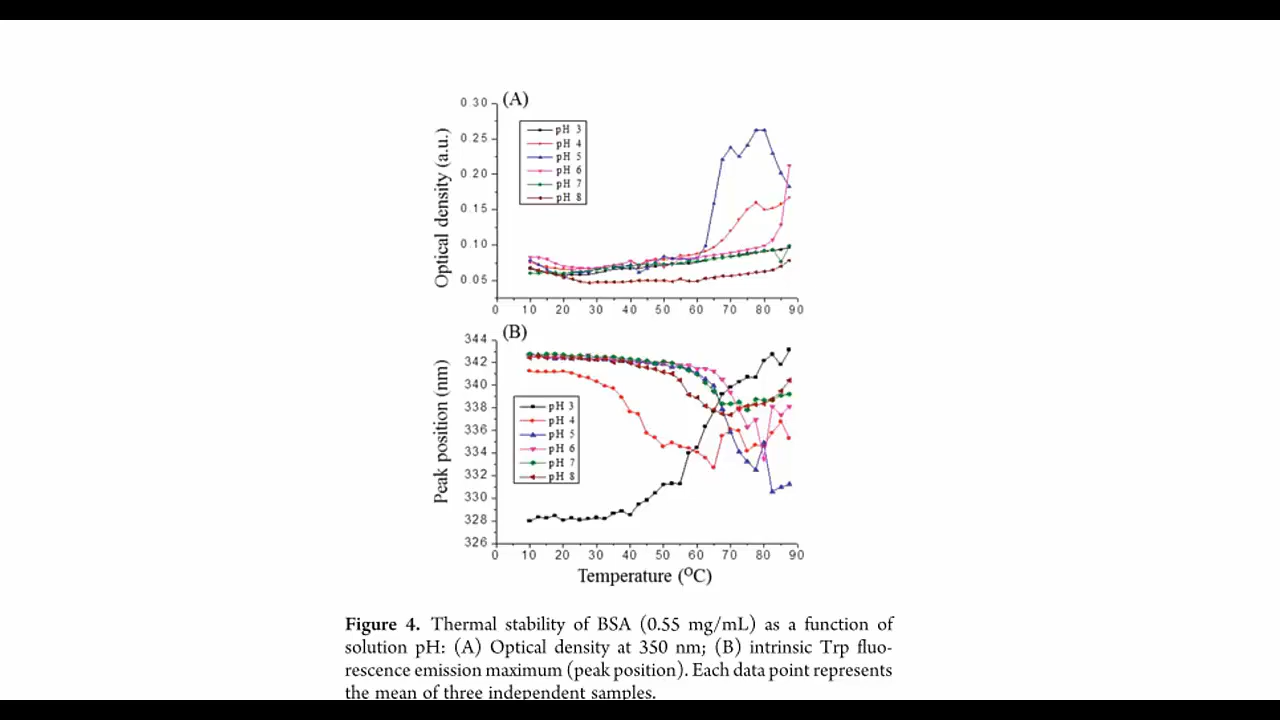 (A)
0 30
0 25
0 20
0 15
0 10
0 05
Optical density (a.u.)
pH 3
pH 4
pH 5
pH 6
pH 7
pH 8
0 10 20 30 40 50 60 70 80 90
(B)
344
342
340
338
336
334
332
330
328
326
Peak position (nm)
pH 3
pH 4
pH 5
pH 6
pH 7
pH 8
0 10 20 30 40 50 60 70 80 90
Temperature (ᴼC)
Figure 4. Thermal stability of BSA (0.55 mg/mL) as a function of
solution pH: (A) Optical density at 350 nm; (B) intrinsic Trp fluo-
rescence emission maximum (peak position). Each data point represents
the mean of three independent samples.